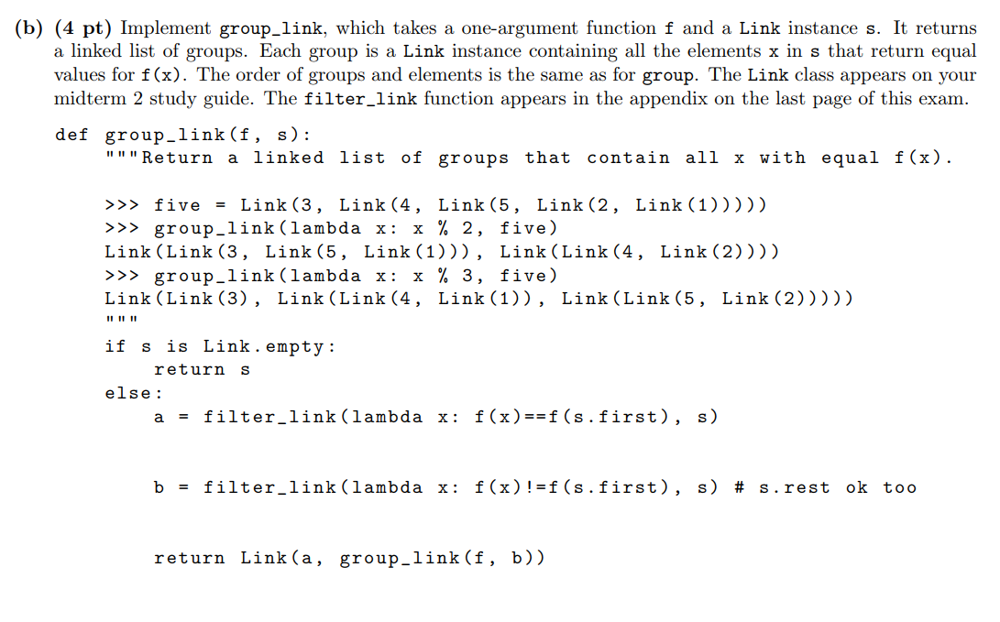 (b) (4 pt) Implement group_link, which takes a one-argument function f and a Link instance s. It returns
a linked list of groups. Each group is a Link instance containing all the elements x in s that return equal
values for f(x). The order of groups and elements is the same as for group. The Link class appears on your
midterm 2 study guide. The filter_link function appears in the appendix on the last page of this exam.
def group_link(f, s):
    """Return a linked list of groups that contain all x with equal f(x).
    >>> five = Link(3, Link(4, Link(5, Link(2, Link(1)))))
    >>> group_link(lambda x: x % 2, five)
    Link(Link(3, Link(5, Link(1))), Link(Link(4, Link(2))))
    >>> group_link(lambda x: x % 3, five)
    Link(Link(3), Link(Link(4, Link(1)), Link(Link(5, Link(2)))))
    """
    if s is Link.empty:
        return s
    else:
        a = filter_link(lambda x: f(x)==f(s.first), s)
        b = filter_link(lambda x: f(x)!=f(s.first), s) # s.rest ok too
        return Link(a, group_link(f, b))